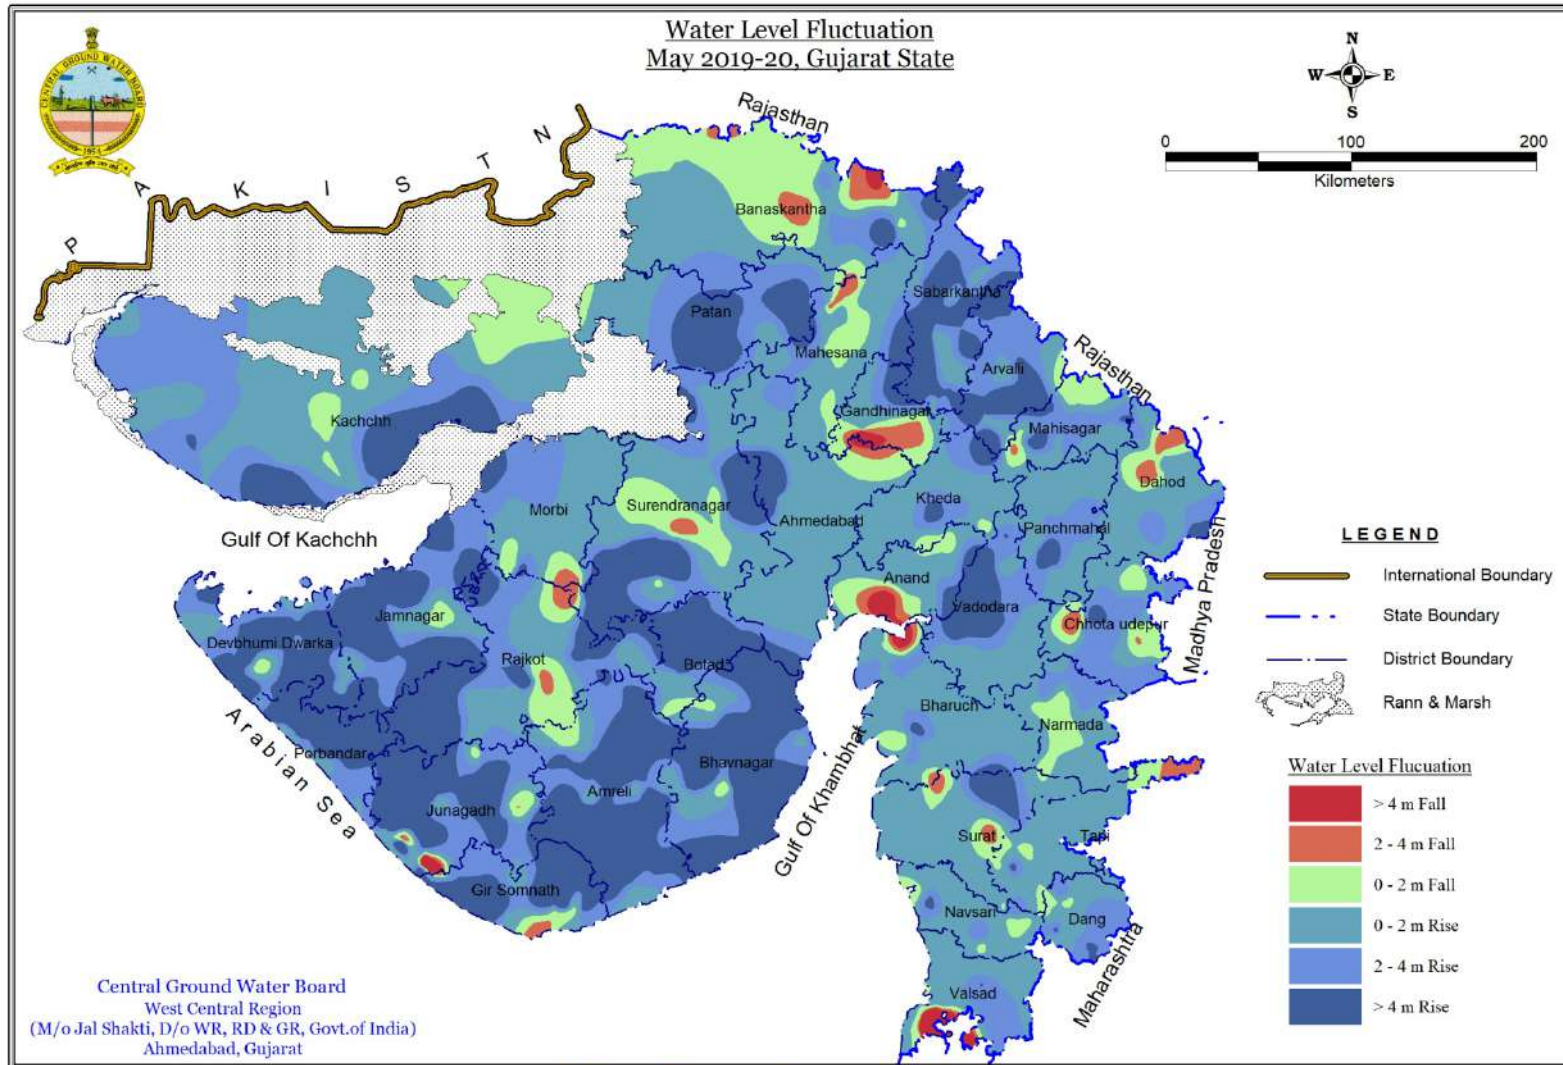 Water Level Fluctuation
May 2019-20, Gujarat State
CENTRAL GROUND WATER BOARD
1954
N
W E
S
0 100 200
Kilometers
Rajasthan
P A K I S T N
Banaskantha
Patan
Sabarkantha
Mahesana
Arvalli
Rajasthan
Kachchh
Gandhinagar
Mahisagar
Dahod
Morbi
Surendranagar
Ahmedabad
Kheda
Panchmahal
Gulf Of Kachchh
Anand
Vadodara
Madhya Pradesh
Jamnagar
Chhota udepur
Devbhumi Dwarka
Rajkot
Botad
Bharuch
Narmada
Arabian Sea
Porbandar
Bhavnagar
Gulf Of Khambhat
Junagadh
Amreli
Surat
Tapi
Gir Somnath
Navsari
Dang
Maharashtra
Valsad
LEGEND
International Boundary
State Boundary
District Boundary
Rann & Marsh
Water Level Flucuation
> 4 m Fall
2 - 4 m Fall
0 - 2 m Fall
0 - 2 m Rise
2 - 4 m Rise
> 4 m Rise
Central Ground Water Board
West Central Region
(M/o Jal Shakti, D/o WR, RD & GR, Govt.of India)
Ahmedabad, Gujarat